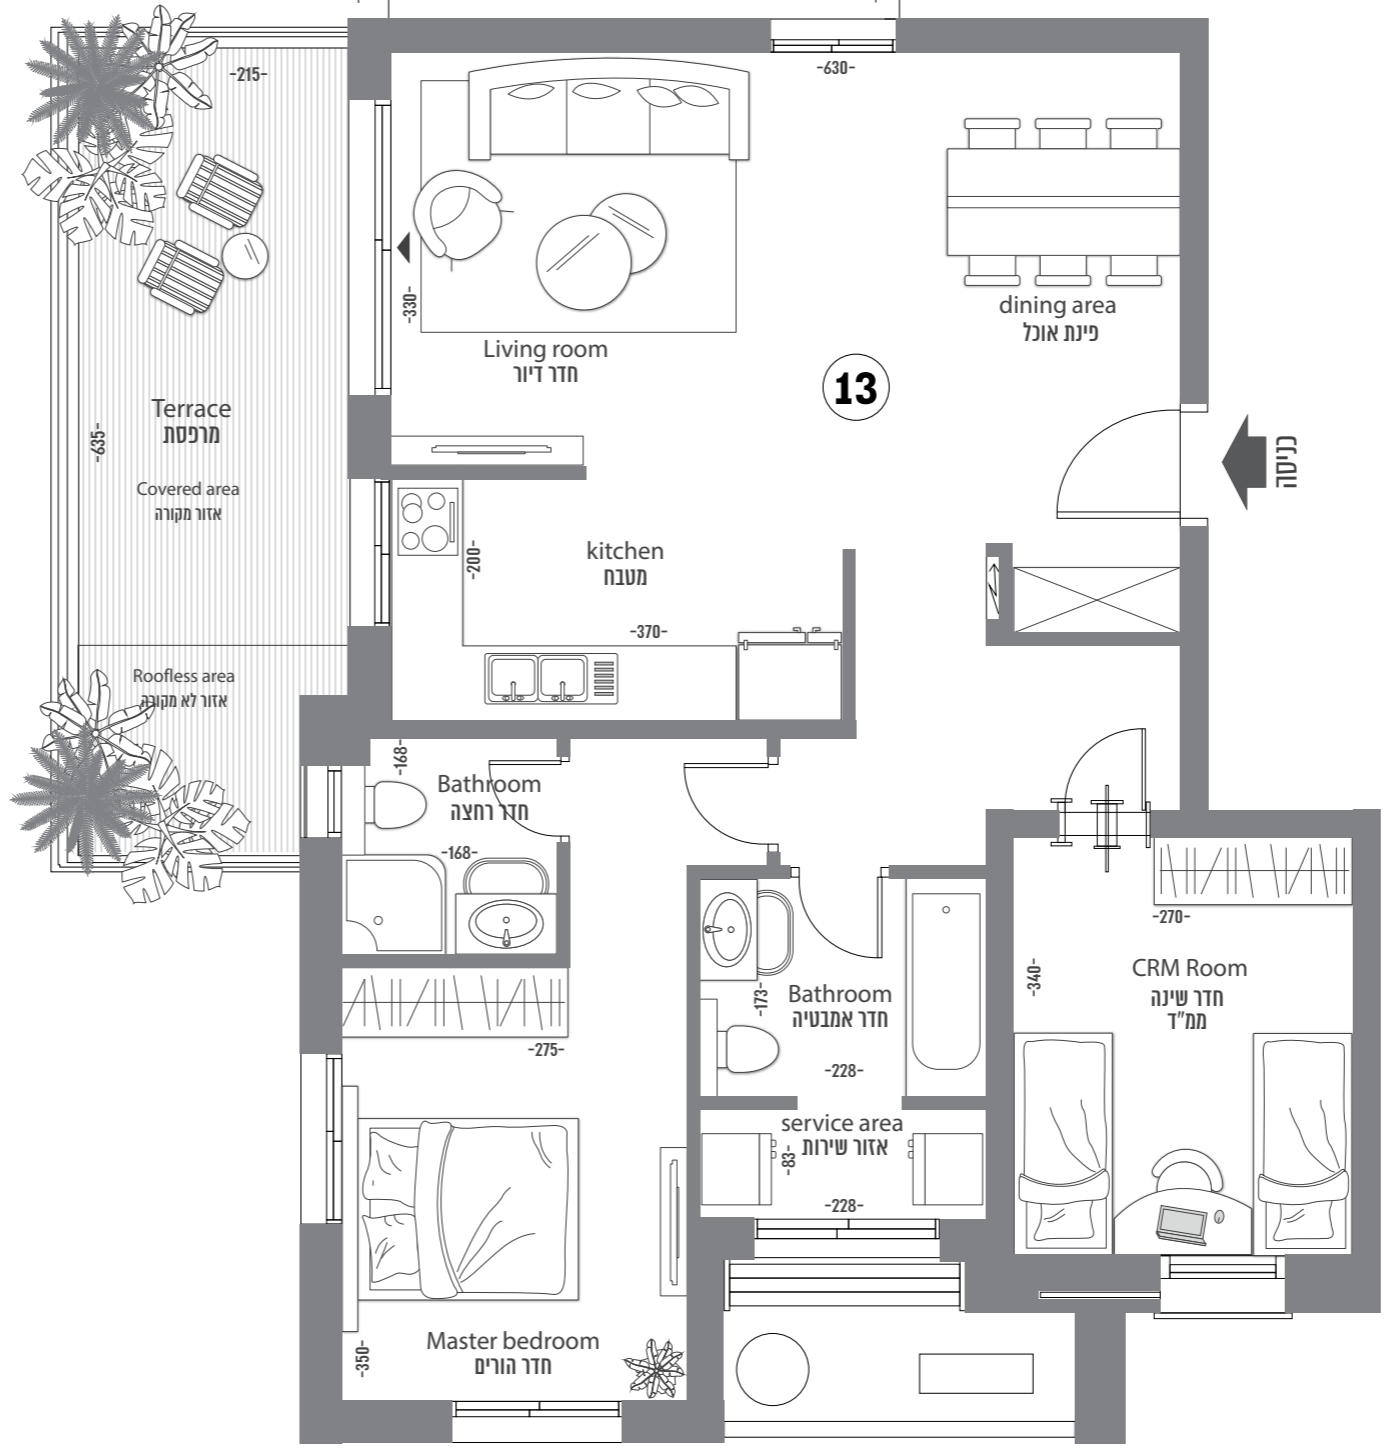 -215-
-630-
dining area
פינת אוכל
-330-
Living room
חדר דיור
13
Terrace
מרפסת
-635-
כניסה
Covered area
אזור מקורה
-200-
kitchen
מטבח
-370-
Roofless area
אזור לא מקורה
-168-
Bathroom
חדר רחצה
-168-
-270-
-340-
CRM Room
חדר שינה
ממ"ד
-173-
Bathroom
חדר אמבטיה
-275-
-228-
service area
אזור שירות
-83-
-228-
Master bedroom
חדר הורים
-350-